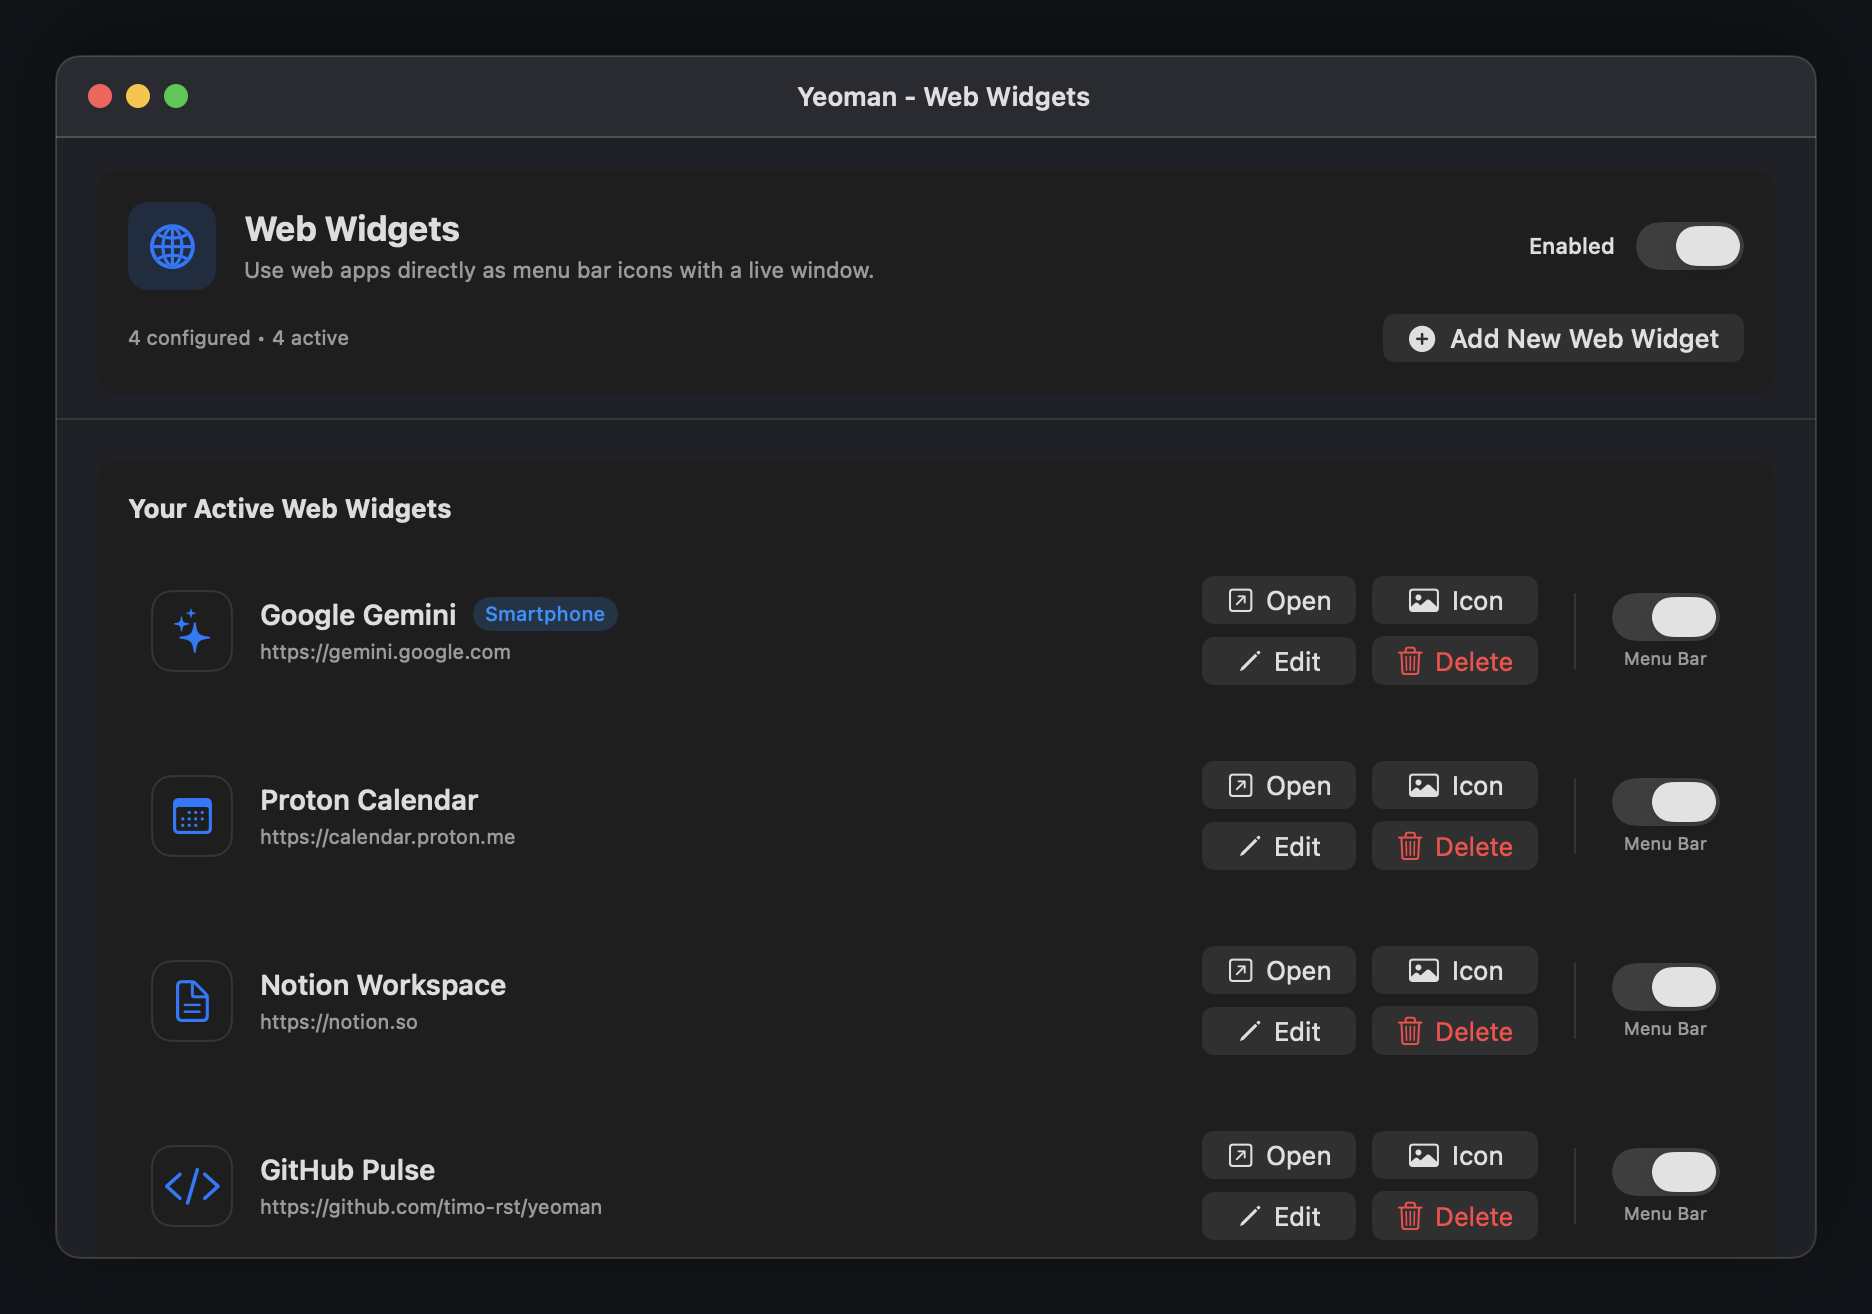 Yeoman - Web Widgets
Web Widgets
Use web apps directly as menu bar icons with a live window.
Enabled
4 configured • 4 active
Add New Web Widget
Your Active Web Widgets
Google Gemini
Smartphone
https://gemini.google.com
Open
Icon
Edit
Delete
Menu Bar
Proton Calendar
https://calendar.proton.me
Open
Icon
Edit
Delete
Menu Bar
Notion Workspace
https://notion.so
Open
Icon
Edit
Delete
Menu Bar
GitHub Pulse
https://github.com/timo-rst/yeoman
Open
Icon
Edit
Delete
Menu Bar